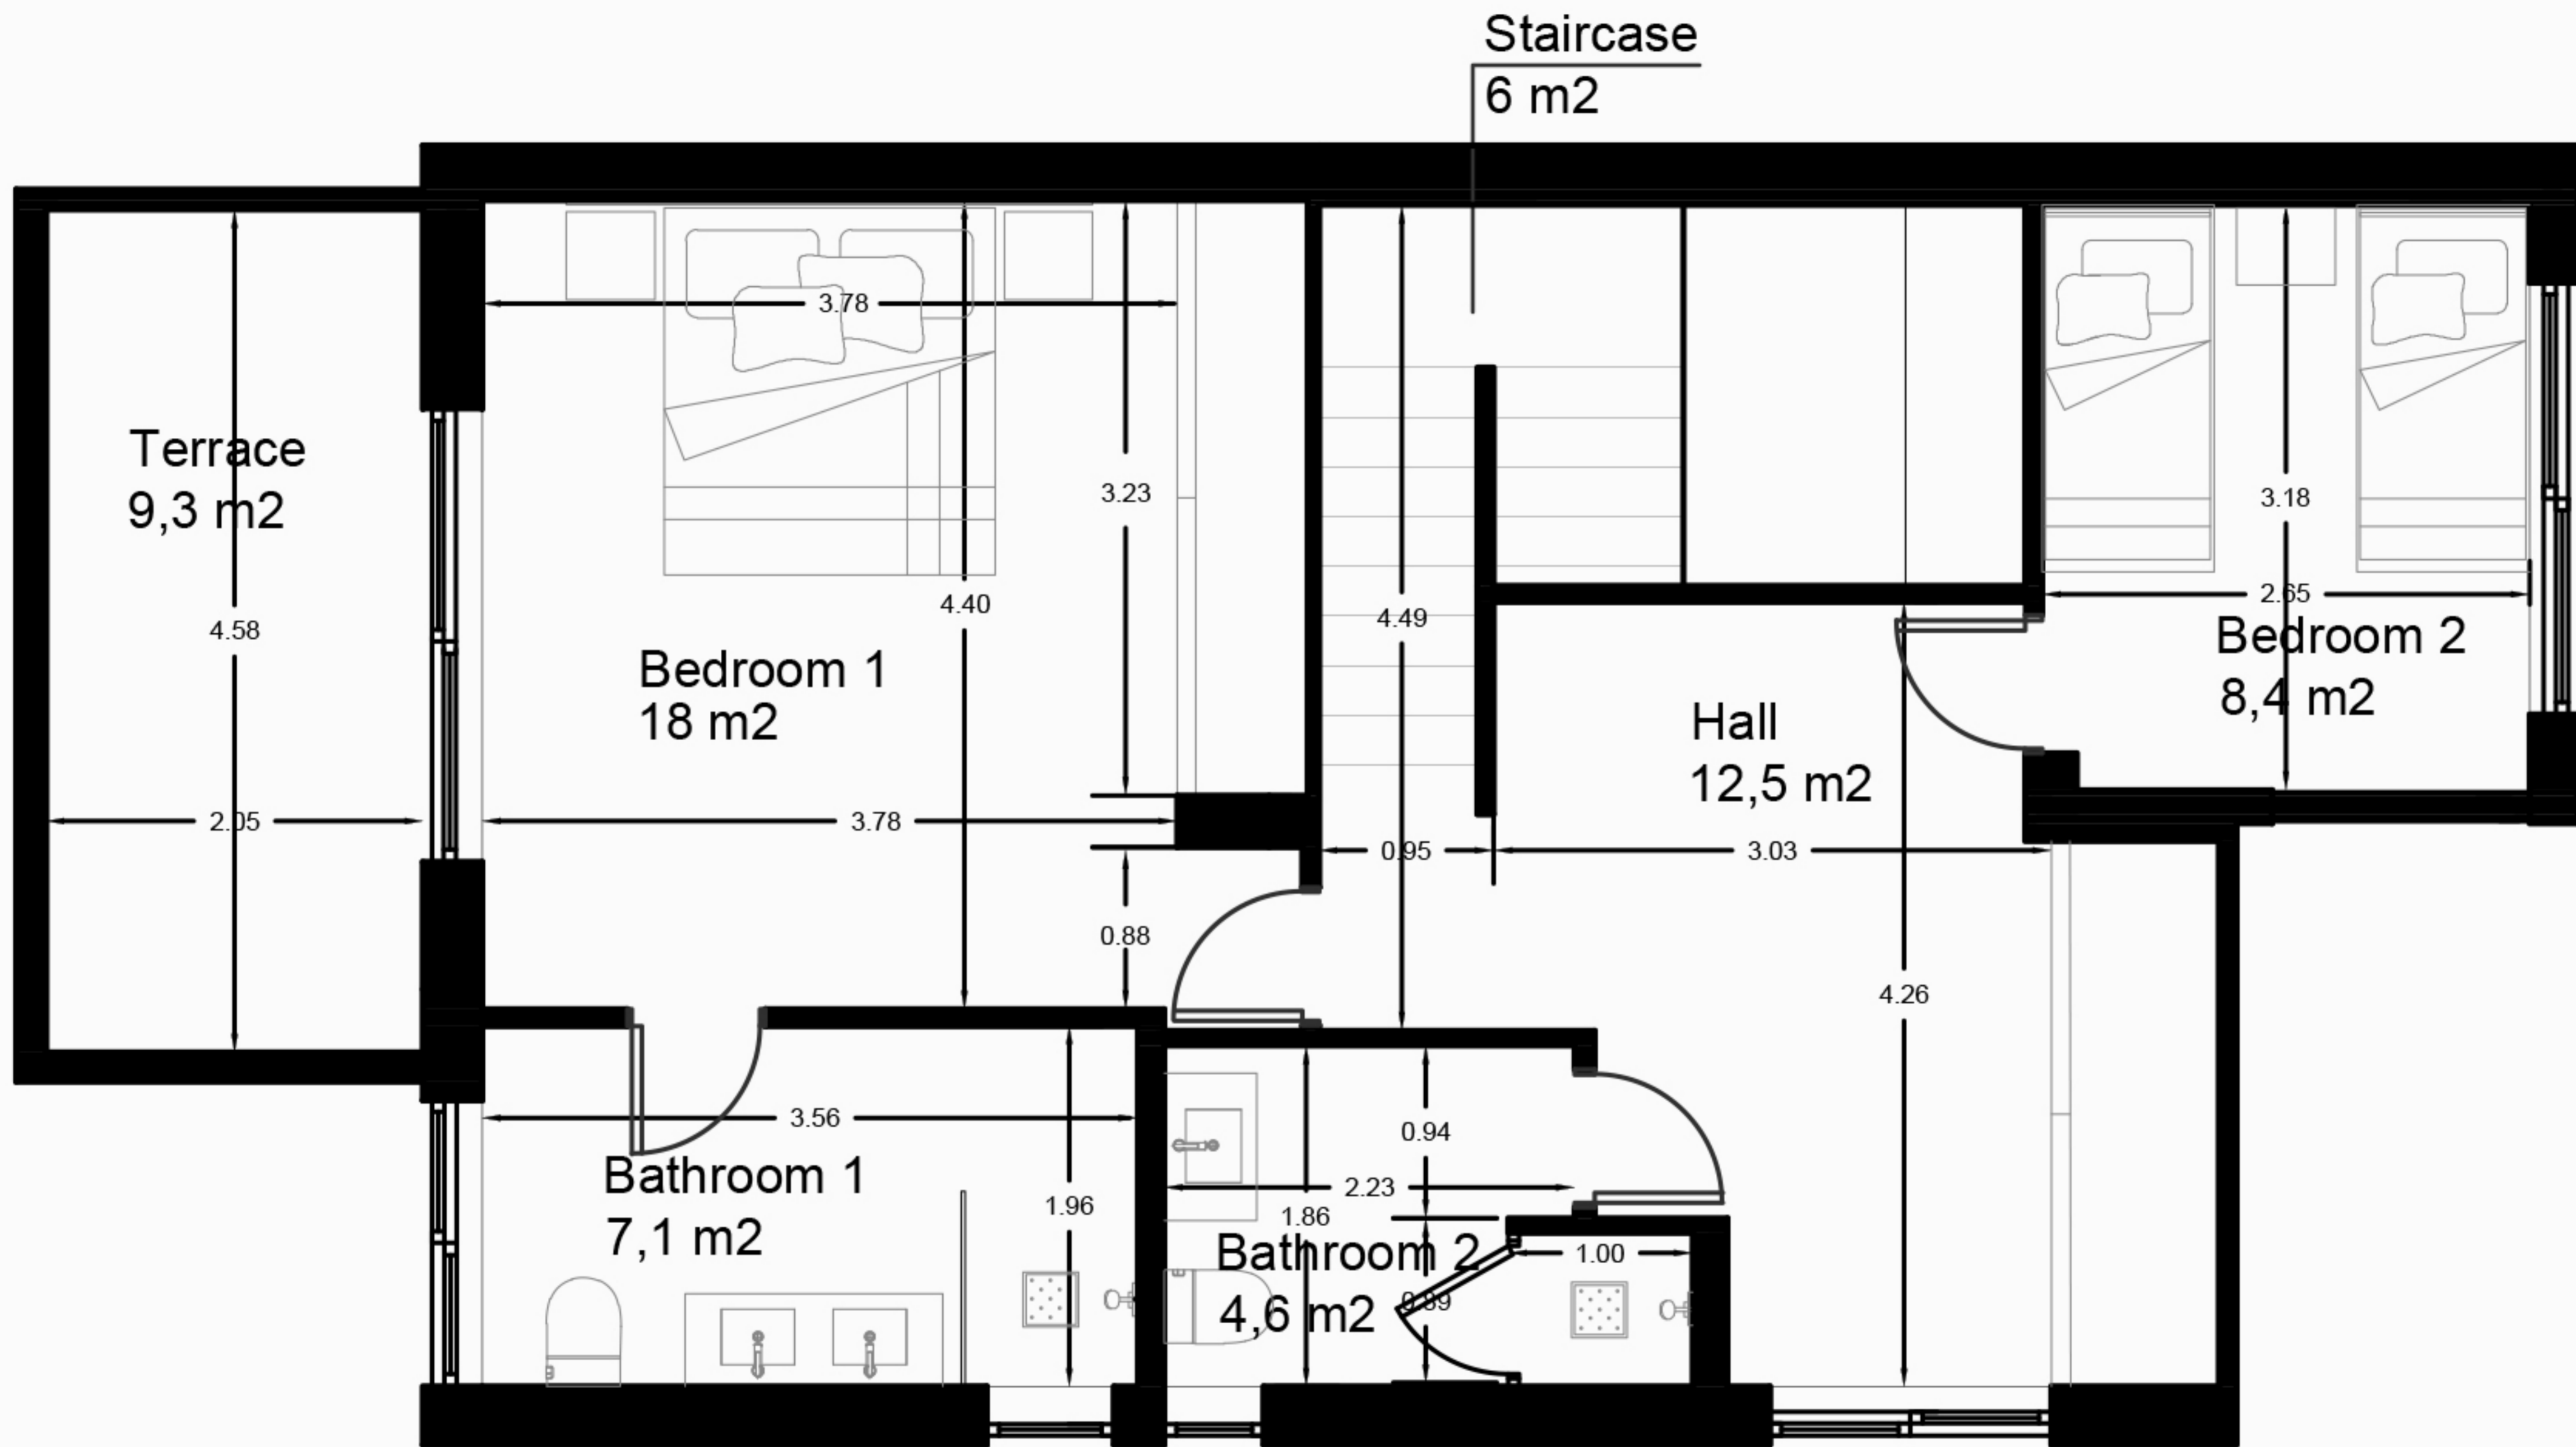 Staircase
6 m2
3.78
Terrace
9,3 m2
3.23
3.18
4.58
4.40
4.49
2.65
Bedroom 1
18 m2
Bedroom 2
8,4 m2
Hall
12,5 m2
2.05
3.78
0.95
3.03
0.88
4.26
3.56
0.94
Bathroom 1
7,1 m2
1.96
2.23
1.86
Bathroom 2
4,6 m2
1.00
0.89